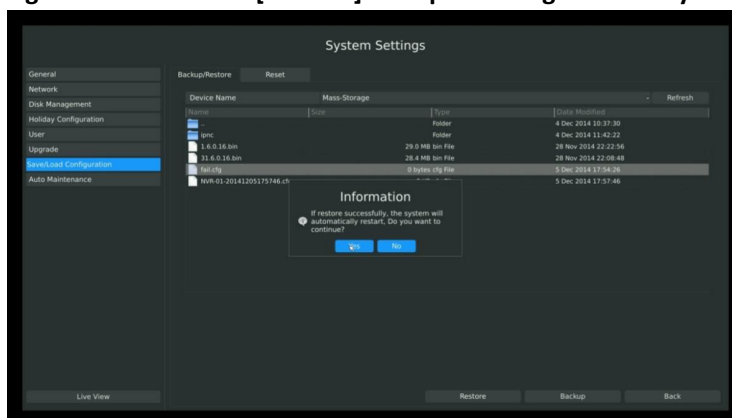 System Settings
General
Network
Disk Management
Holiday Configuration
User
Upgrade
Save/Load Configuration
Auto Maintenance
Live View
Backup/Restore Reset
Device Name Mass-Storage Refresh
Name Size Type Date Modified
.. Folder 4 Dec 2014 10:37:30
ipnc Folder 4 Dec 2014 11:42:22
1.6.0.16.bin 29.0 MB bin File 28 Nov 2014 22:22:56
31.6.0.16.bin 28.4 MB bin File 28 Nov 2014 22:08:48
fail.cfg 0 bytes cfg File 5 Dec 2014 17:54:26
NVR-01-20141205175746.cf 5 Dec 2014 17:57:46
Information
If restore successfully, the system will
automatically restart, Do you want to
continue?
Yes No
Restore Backup Back